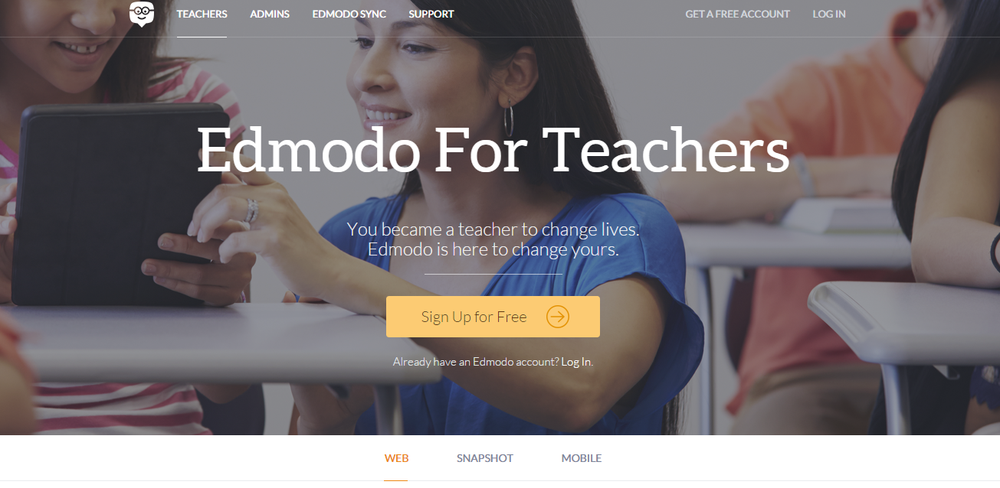 TEACHERS ADMINS EDMODO SYNC SUPPORT GET A FREE ACCOUNT LOG IN
Edmodo For Teachers
You became a teacher to change lives.
Edmodo is here to change yours.
Sign Up for Free
Already have an Edmodo account? Log In.
WEB SNAPSHOT MOBILE